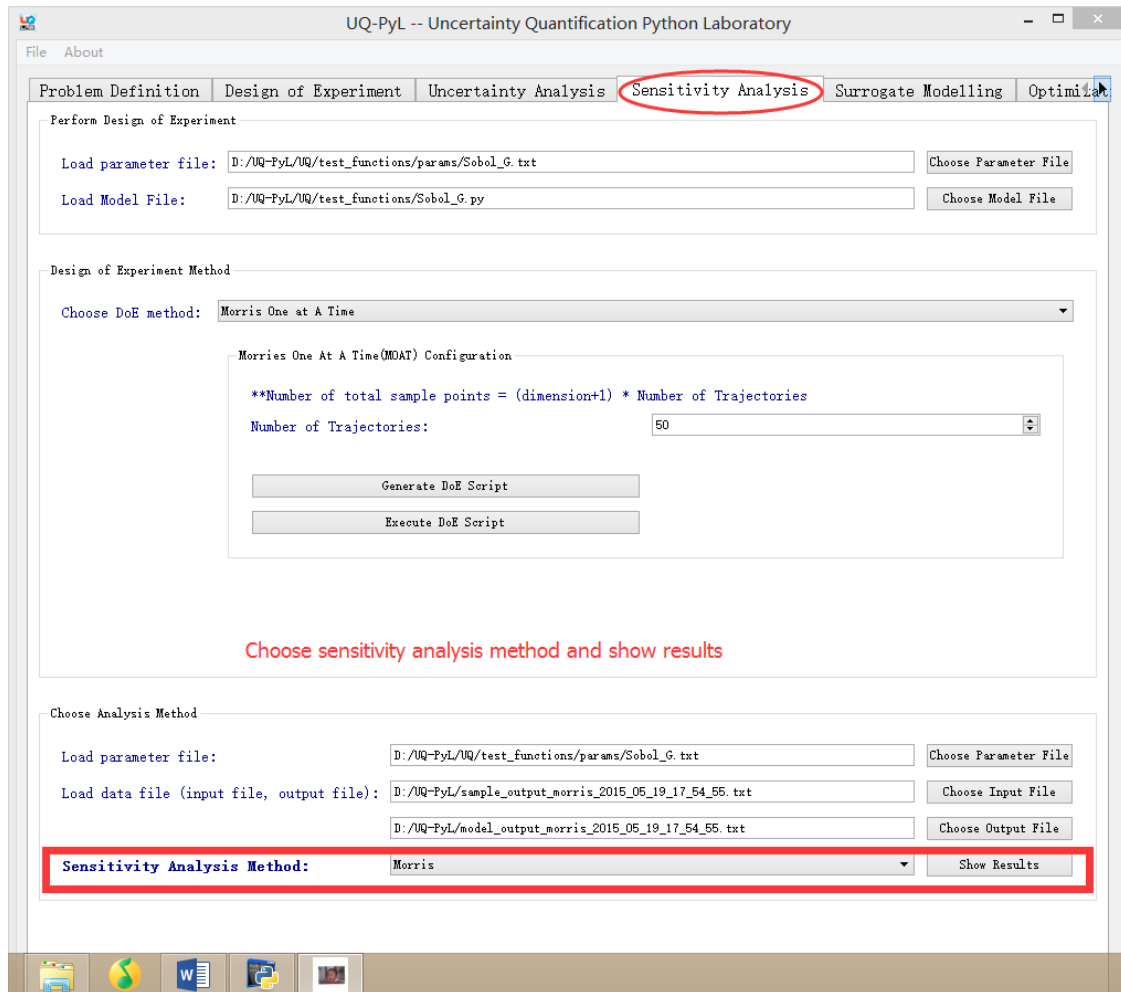 UQ-PyL -- Uncertainty Quantification Python Laboratory
File About
Problem Definition Design of Experiment Uncertainty Analysis Sensitivity Analysis Surrogate Modelling
Perform Design of Experiment
Load parameter file: D:/UQ-PyL/UQ/test_functions/params/Sobol_G.txt Choose Parameter File
Load Model File: D:/UQ-PyL/UQ/test_functions/Sobol_G.py Choose Model File
Design of Experiment Method
Choose DoE method: Morris One at A Time
Morries One At A Time(MOAT) Configuration
**Number of total sample points = (dimension+1) * Number of Trajectories
Number of Trajectories: 50
Generate DoE Script
Execute DoE Script
Choose sensitivity analysis method and show results
Choose Analysis Method
Load parameter file: D:/UQ-PyL/UQ/test_functions/params/Sobol_G.txt Choose Parameter File
Load data file (input file, output file): D:/UQ-PyL/sample_output_morris_2015_05_19_17_54_55.txt Choose Input File
D:/UQ-PyL/model_output_morris_2015_05_19_17_54_55.txt Choose Output File
Sensitivity Analysis Method: Morris Show Results